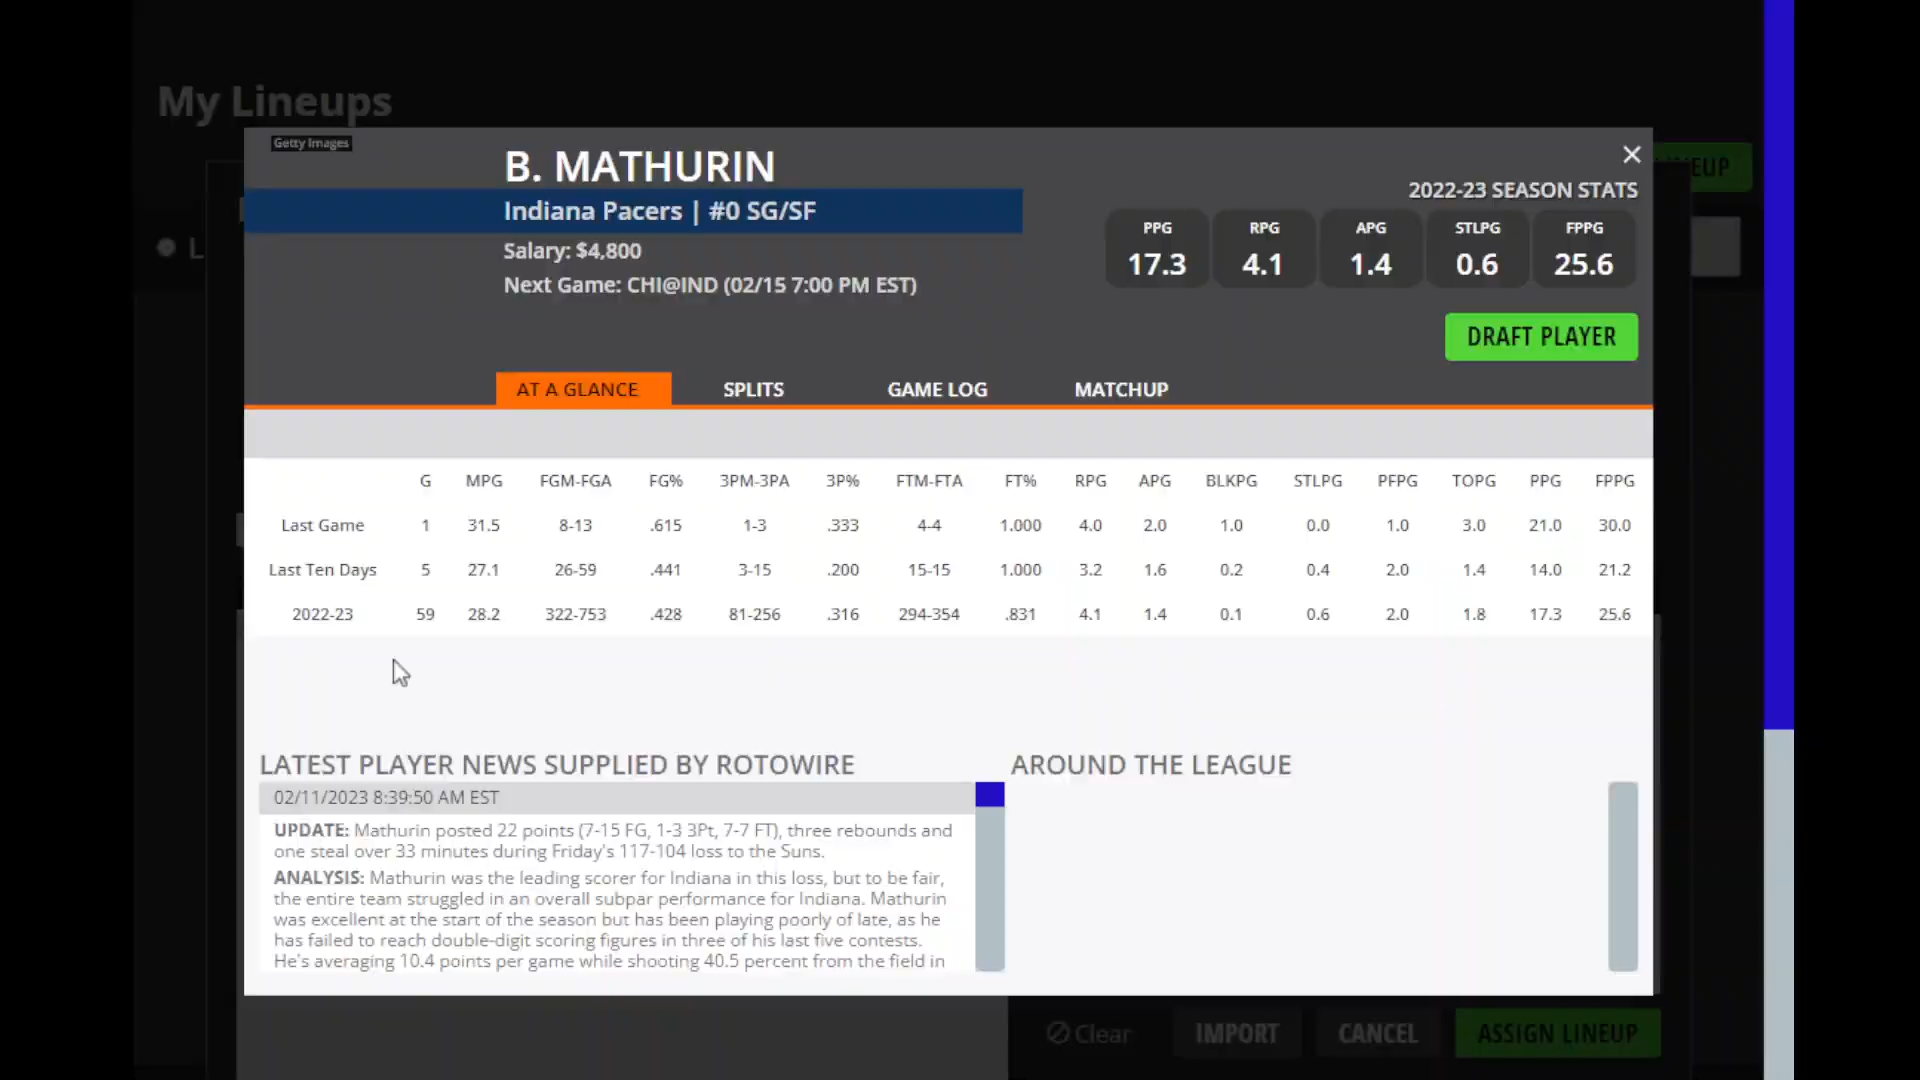 My Lineups
Getty Images
B. MATHURIN
Indiana Pacers | #0 SG/SF
Salary: $4,800
Next Game: CHI@IND (02/15 7:00 PM EST)
2022-23 SEASON STATS
PPG RPG APG STLPG FPPG
17.3 4.1 1.4 0.6 25.6
DRAFT PLAYER
AT A GLANCE SPLITS GAME LOG MATCHUP
G MPG FGM-FGA FG% 3PM-3PA 3P% FTM-FTA FT% RPG APG BLKPG STLPG PFPG TOPG PPG FPPG
Last Game 1 31.5 8-13 .615 1-3 .333 4-4 1.000 4.0 2.0 1.0 0.0 1.0 3.0 21.0 30.0
Last Ten Days 5 27.1 26-59 .441 3-15 .200 15-15 1.000 3.2 1.6 0.2 0.4 2.0 1.4 14.0 21.2
2022-23 59 28.2 322-753 .428 81-256 .316 294-354 .831 4.1 1.4 0.1 0.6 2.0 1.8 17.3 25.6
LATEST PLAYER NEWS SUPPLIED BY ROTOWIRE
02/11/2023 8:39:50 AM EST
UPDATE: Mathurin posted 22 points (7-15 FG, 1-3 3Pt, 7-7 FT), three rebounds and
one steal over 33 minutes during Friday's 117-104 loss to the Suns.
ANALYSIS: Mathurin was the leading scorer for Indiana in this loss, but to be fair,
the entire team struggled in an overall subpar performance for Indiana. Mathurin
was excellent at the start of the season but has been playing poorly of late, as he
has failed to reach double-digit scoring figures in three of his last five contests.
He's averaging 10.4 points per game while shooting 40.5 percent from the field in
AROUND THE LEAGUE
Clear IMPORT CANCEL ASSIGN LINEUP